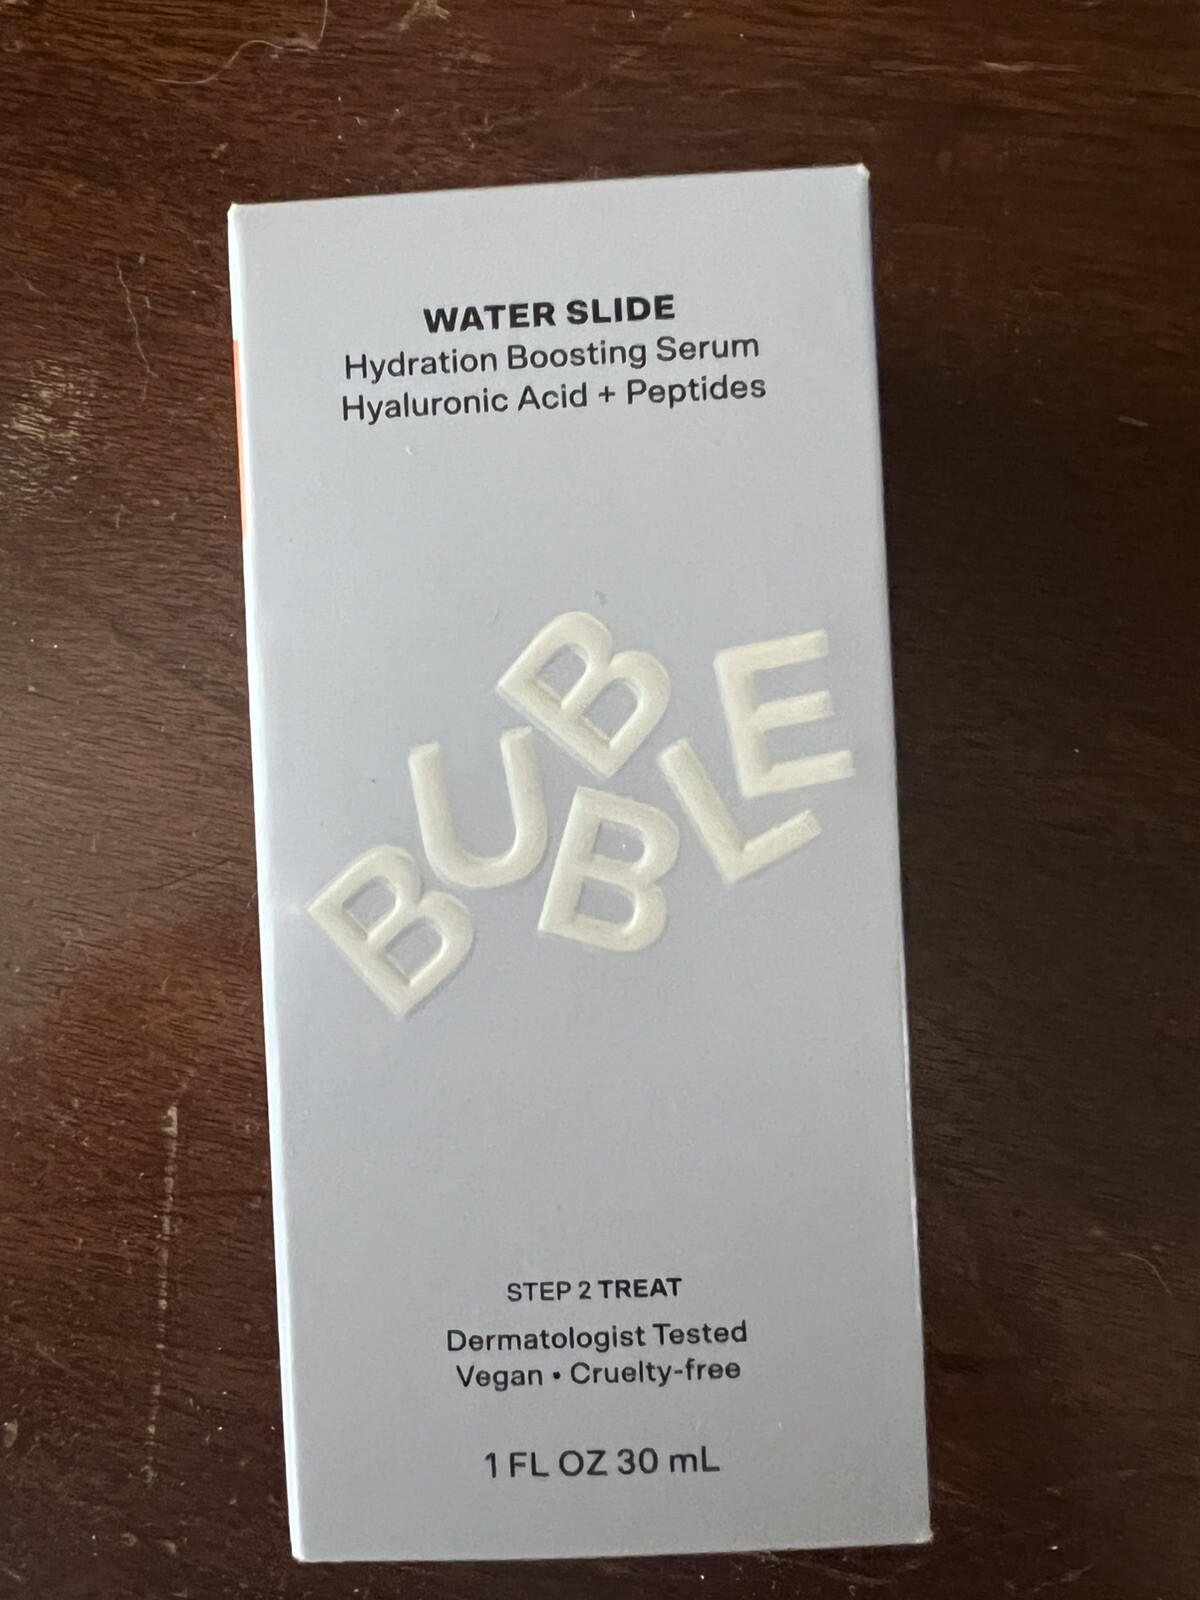 WATER SLIDE
Hydration Boosting Serum
Hyaluronic Acid + Peptides
BUBBLE
STEP 2 TREAT
Dermatologist Tested
Vegan • Cruelty-free
1 FL OZ 30 mL